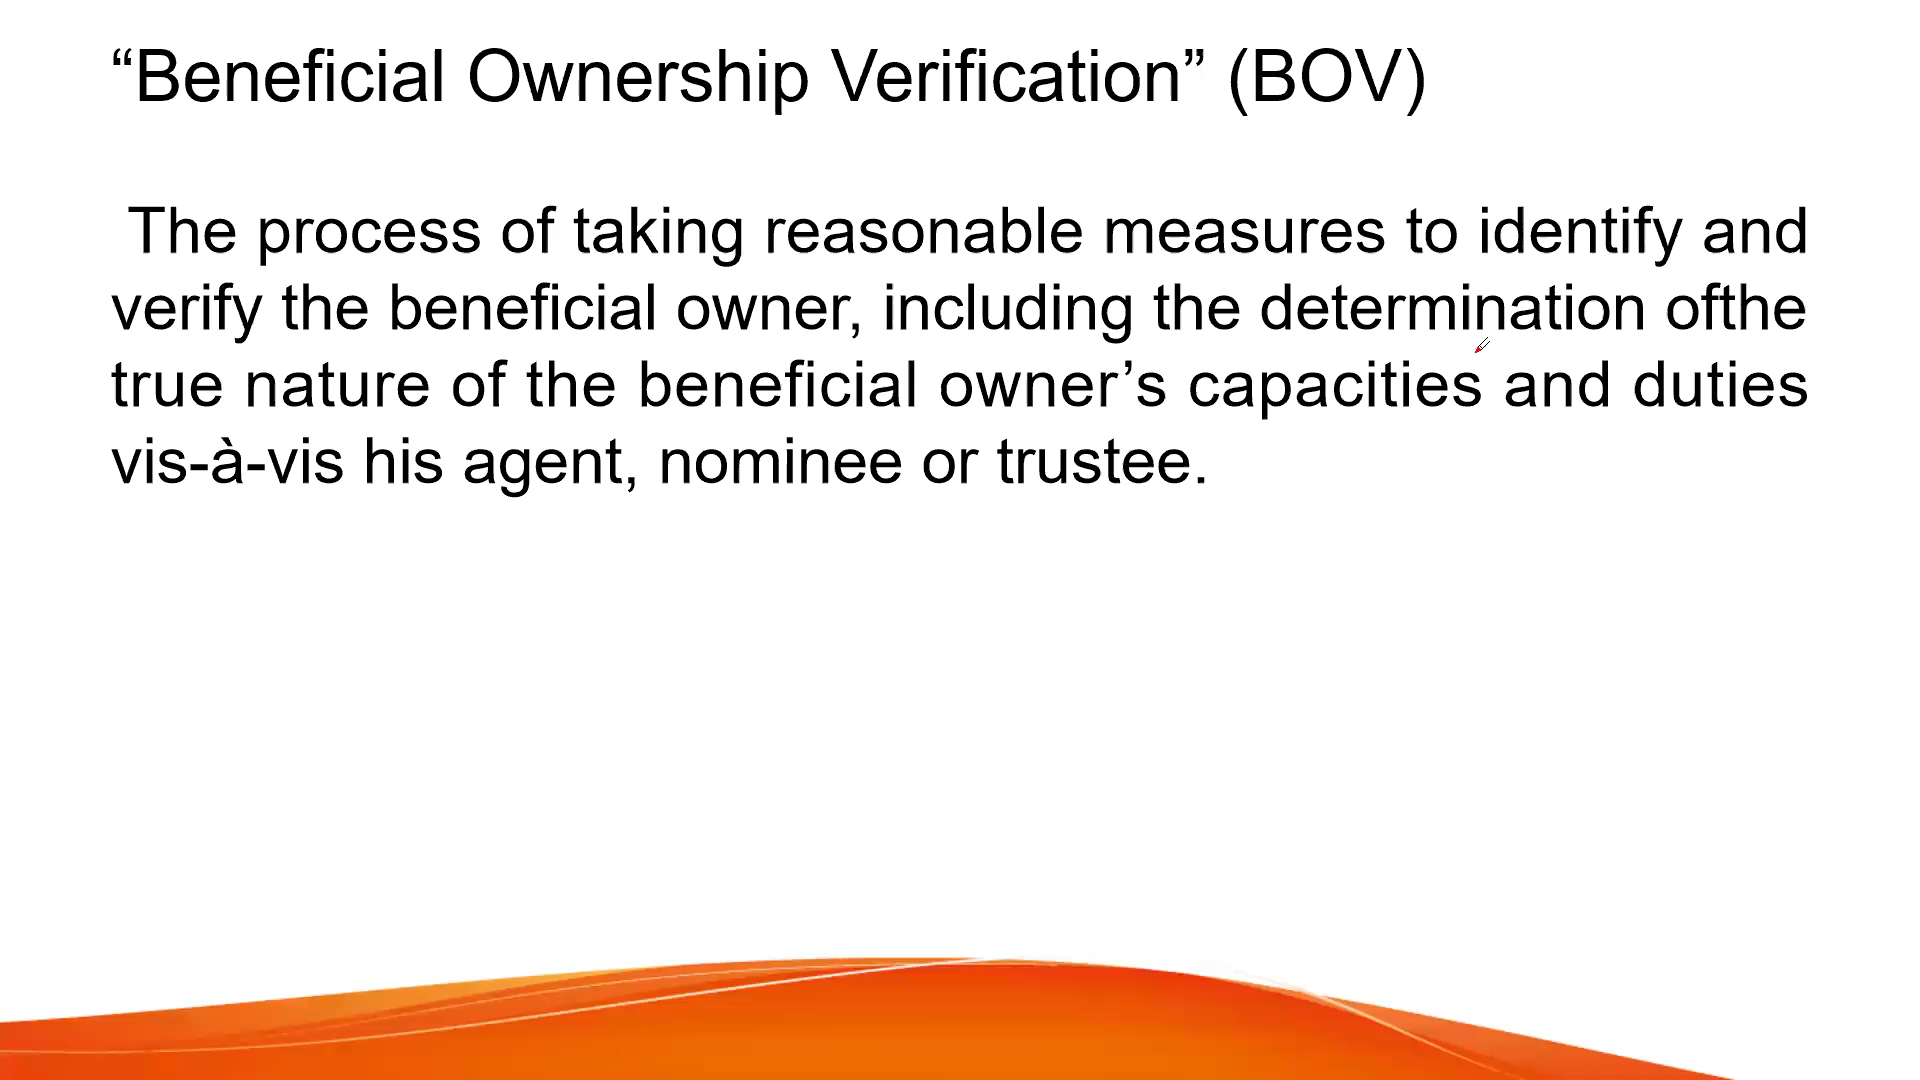 “Beneficial Ownership Verification” (BOV)
The process of taking reasonable measures to identify and
verify the beneficial owner, including the determination ofthe
true nature of the beneficial owner’s capacities and duties
vis-à-vis his agent, nominee or trustee.